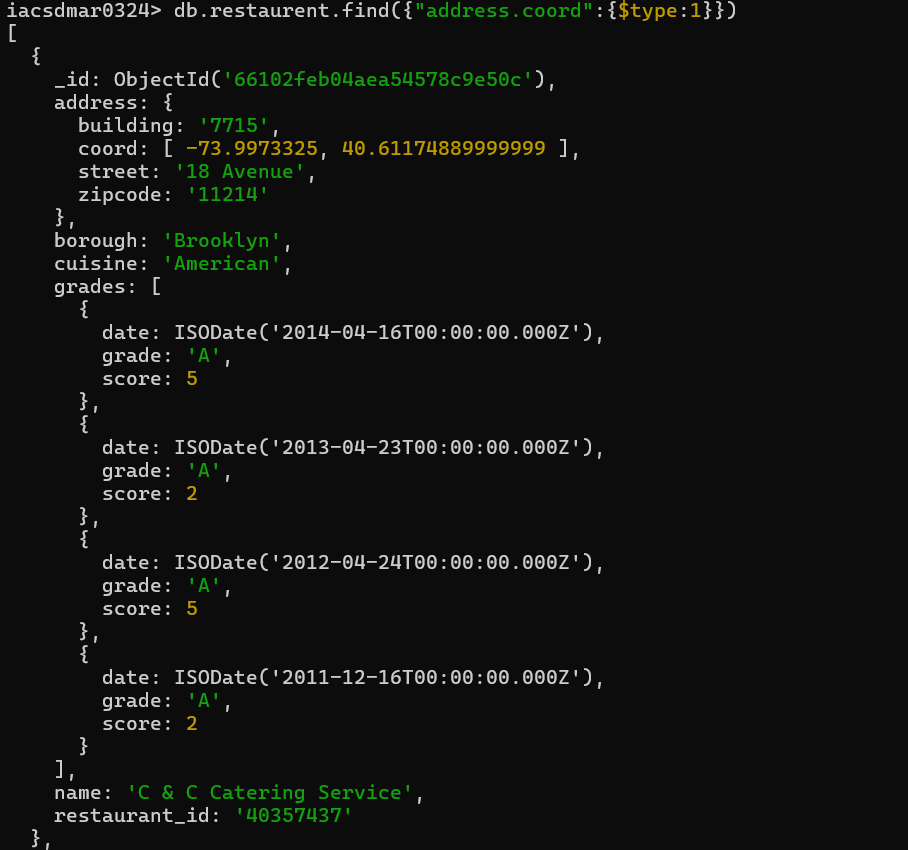 iacsdmar0324> db.restaurent.find({"address.coord":{$type:1}})
[
  {
    _id: ObjectId('66102feb04aea54578c9e50c'),
    address: {
      building: '7715',
      coord: [ -73.9973325, 40.61174889999999 ],
      street: '18 Avenue',
      zipcode: '11214'
    },
    borough: 'Brooklyn',
    cuisine: 'American',
    grades: [
      {
        date: ISODate('2014-04-16T00:00:00.000Z'),
        grade: 'A',
        score: 5
      },
      {
        date: ISODate('2013-04-23T00:00:00.000Z'),
        grade: 'A',
        score: 2
      },
      {
        date: ISODate('2012-04-24T00:00:00.000Z'),
        grade: 'A',
        score: 5
      },
      {
        date: ISODate('2011-12-16T00:00:00.000Z'),
        grade: 'A',
        score: 2
      }
    ],
    name: 'C & C Catering Service',
    restaurant_id: '40357437'
  },